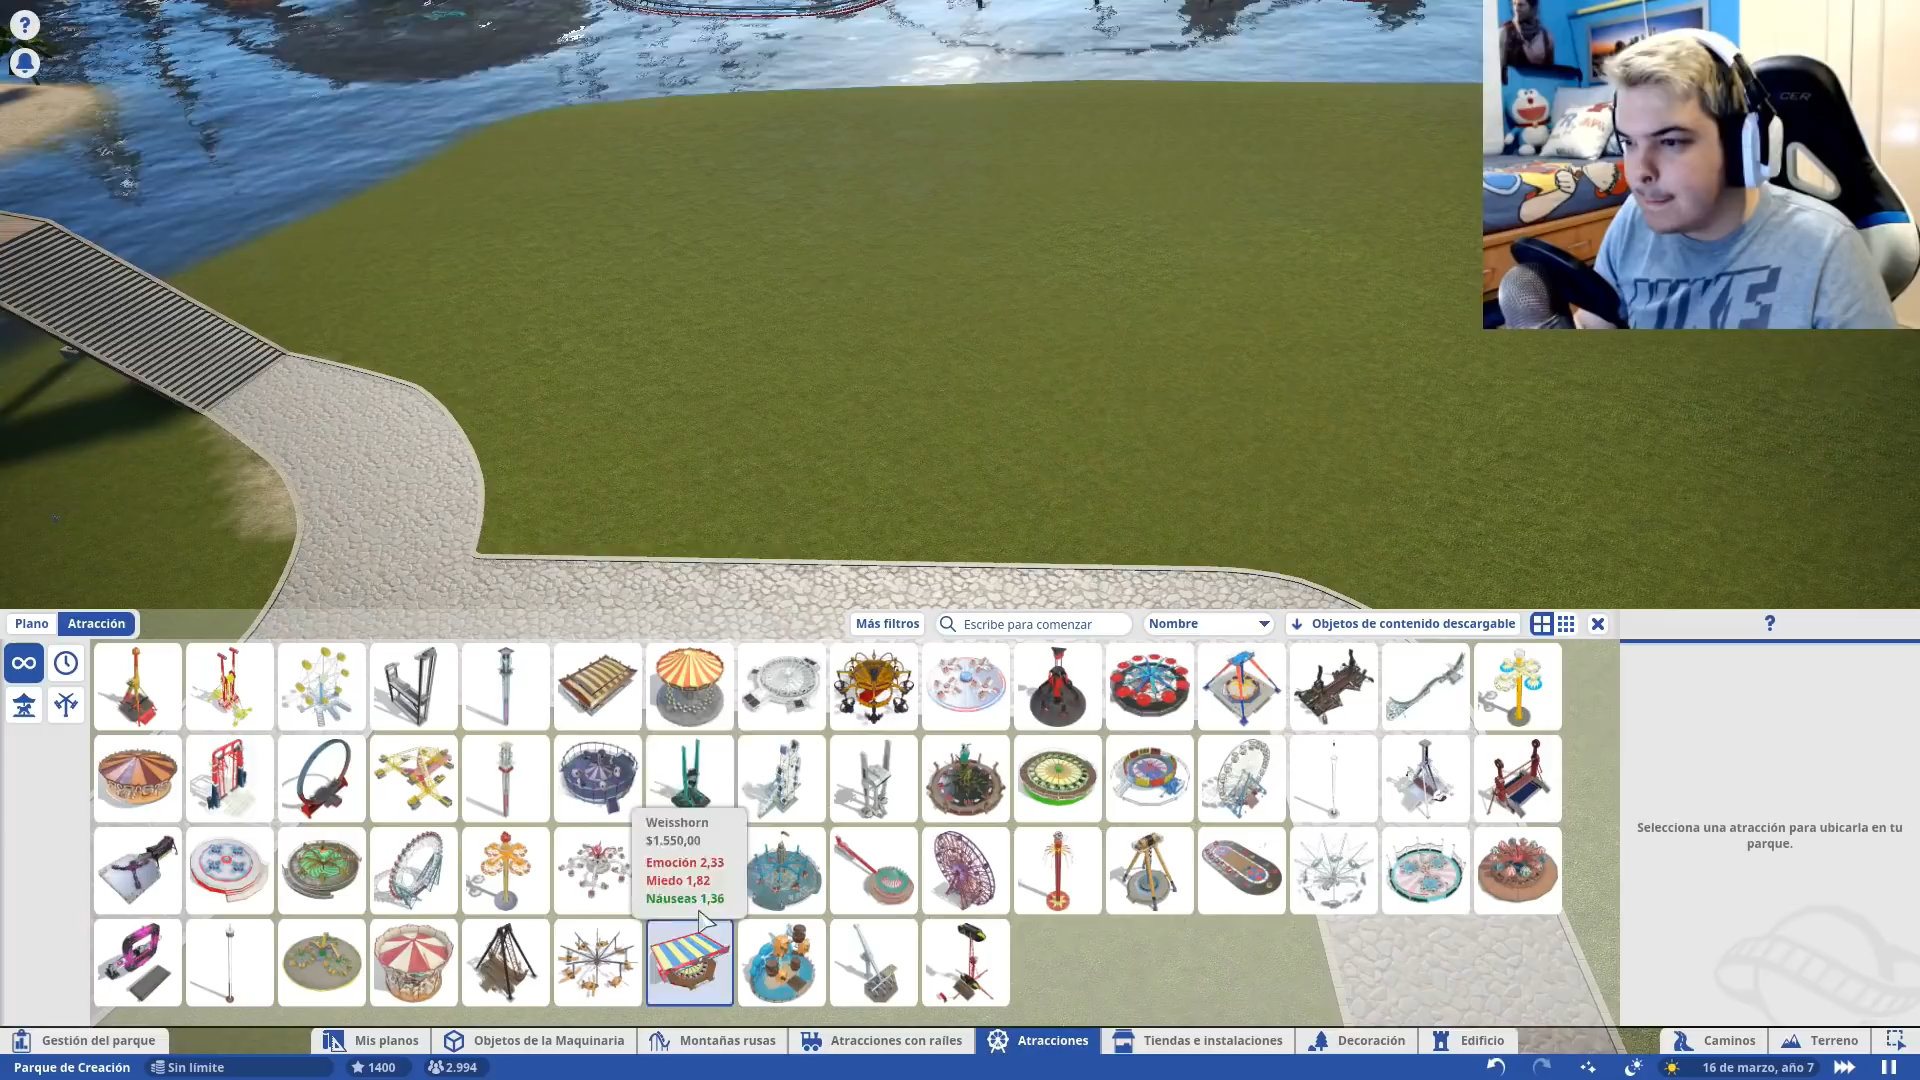 ?
CER
NIKE
Plano
Atracción
Más filtros
Escribe para comenzar
Nombre
Objetos de contenido descargable
?
Weisshorn
$1.550,00
Emoción 2,33
Miedo 1,82
Náuseas 1,36
Selecciona una atracción para ubicarla en tu
parque.
Gestión del parque
Mis planos
Objetos de la Maquinaria
Montañas rusas
Atracciones con raíles
Atracciones
Tiendas e instalaciones
Decoración
Edificio
Caminos
Terreno
Parque de Creación
Sin límite
1400
2.994
16 de marzo, año 7